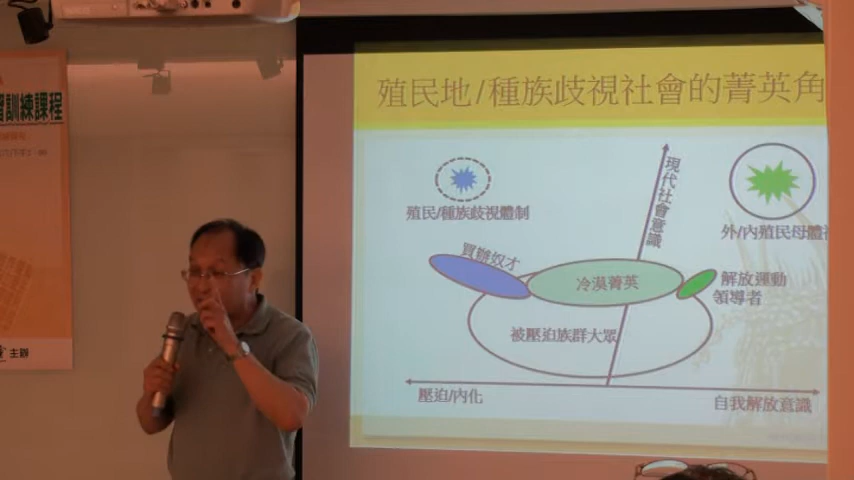 訓練課程
主辦
殖民地/種族歧視社會的菁英角
殖民/種族歧視體制
現代社會意識
外/內殖民母體
買辦奴才
冷漠菁英
解放運動
領導者
被壓迫族群大眾
壓迫/內化
自我解放意識